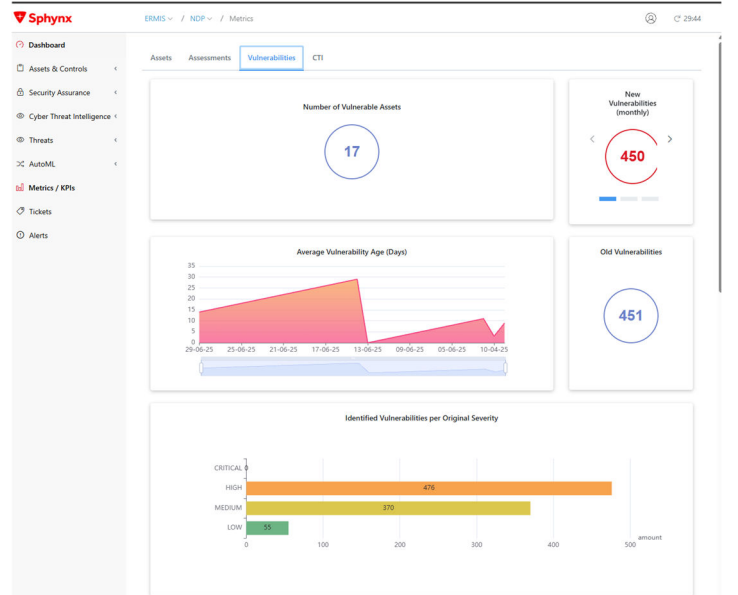 Sphynx
ERMIS / NDP / Metrics
29:44
Dashboard
Assets & Controls
Security Assurance
Cyber Threat Intelligence
Threats
AutoML
Metrics / KPIs
Tickets
Alerts
Assets Assessments Vulnerabilities CTI
Number of Vulnerable Assets
17
New
Vulnerabilities
(monthly)
450
Average Vulnerability Age (Days)
35
30
25
20
15
10
5
0
29-06-25 25-06-25 21-06-25 17-06-25 13-06-25 09-06-25 05-06-25 10-04-25
Old Vulnerabilities
451
Identified Vulnerabilities per Original Severity
CRITICAL 0
HIGH 476
MEDIUM 370
LOW 55
amount
0 100 200 300 400 500